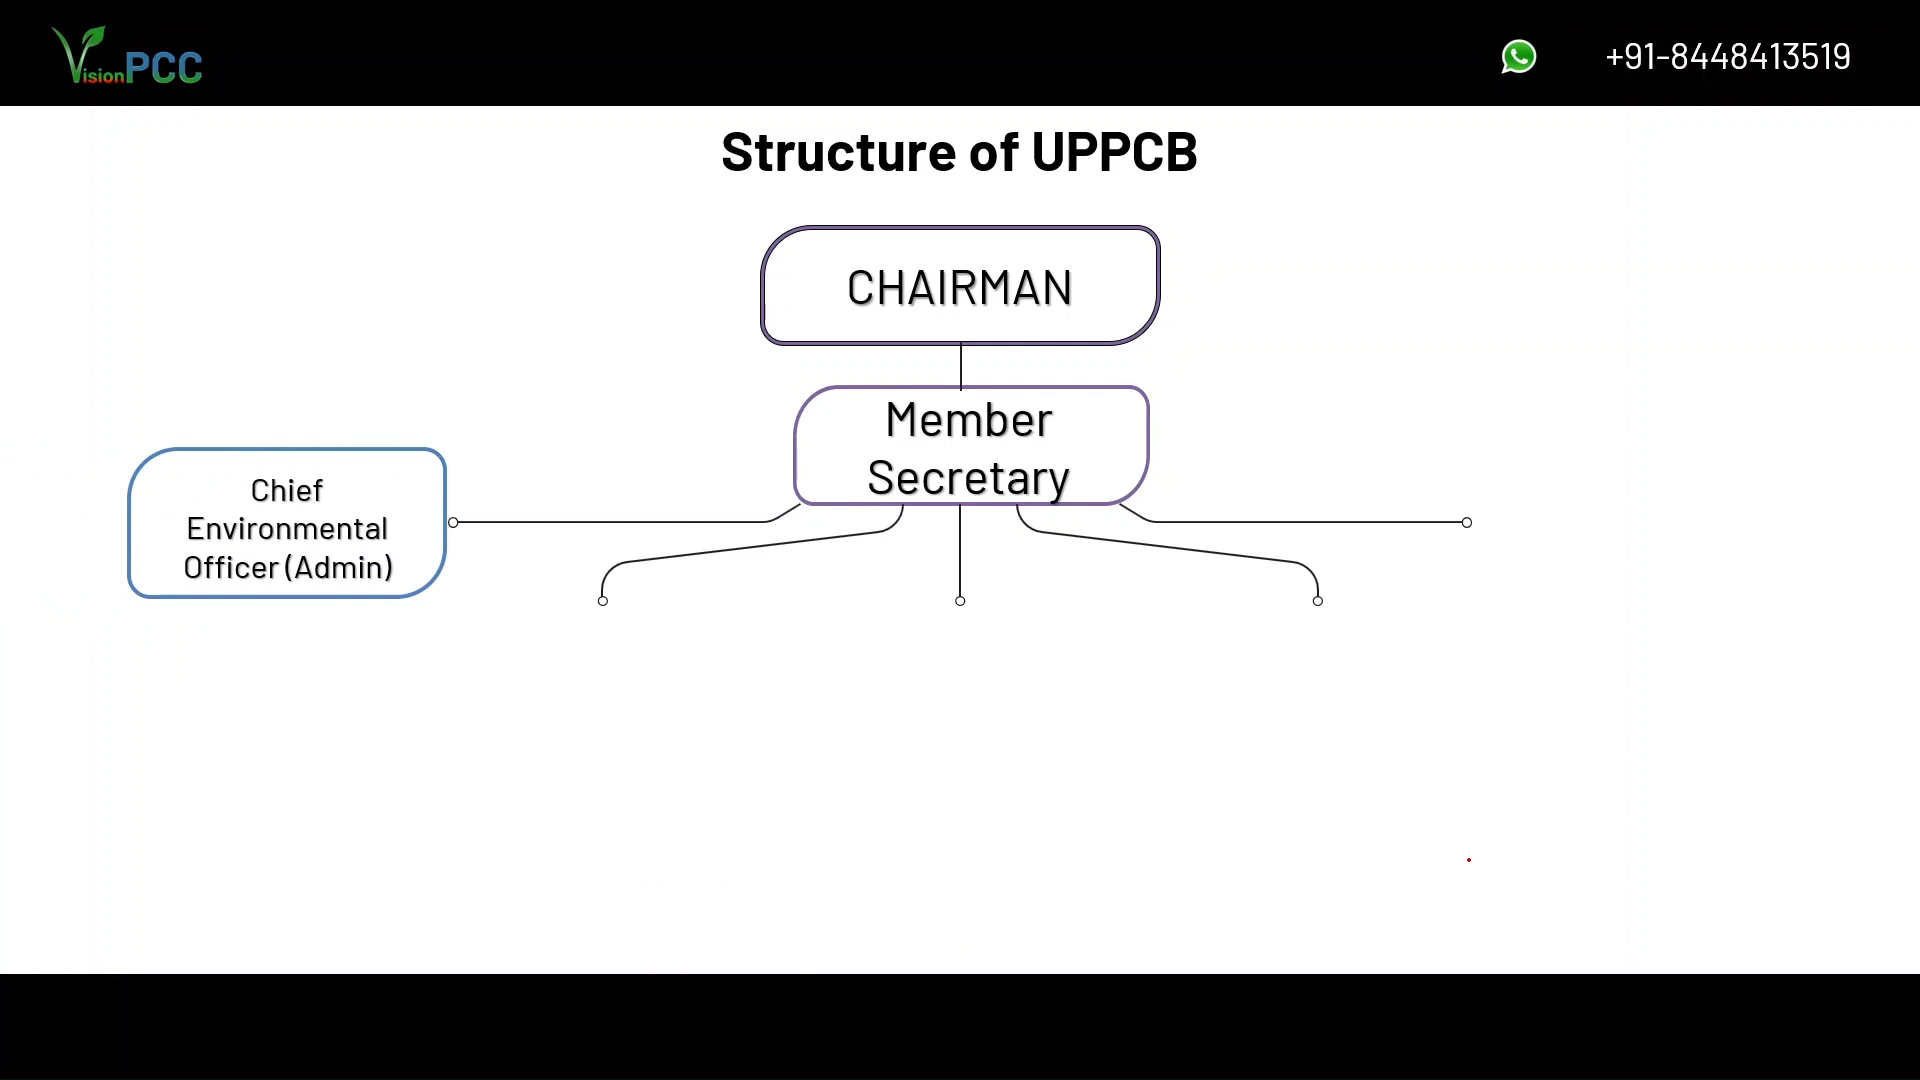 VisionPCC
+91-8448413519
Structure of UPPCB
CHAIRMAN
Member
Secretary
Chief
Environmental
Officer (Admin)